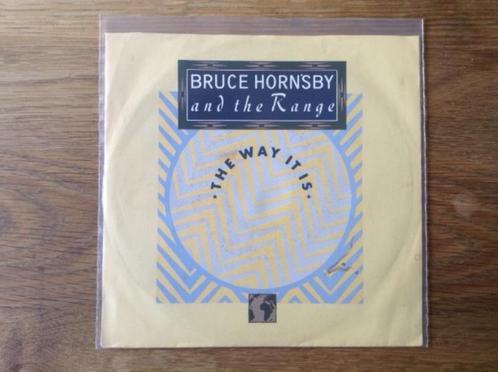 BRUCE HORNSBY
and the Range
· THE WAY IT IS ·